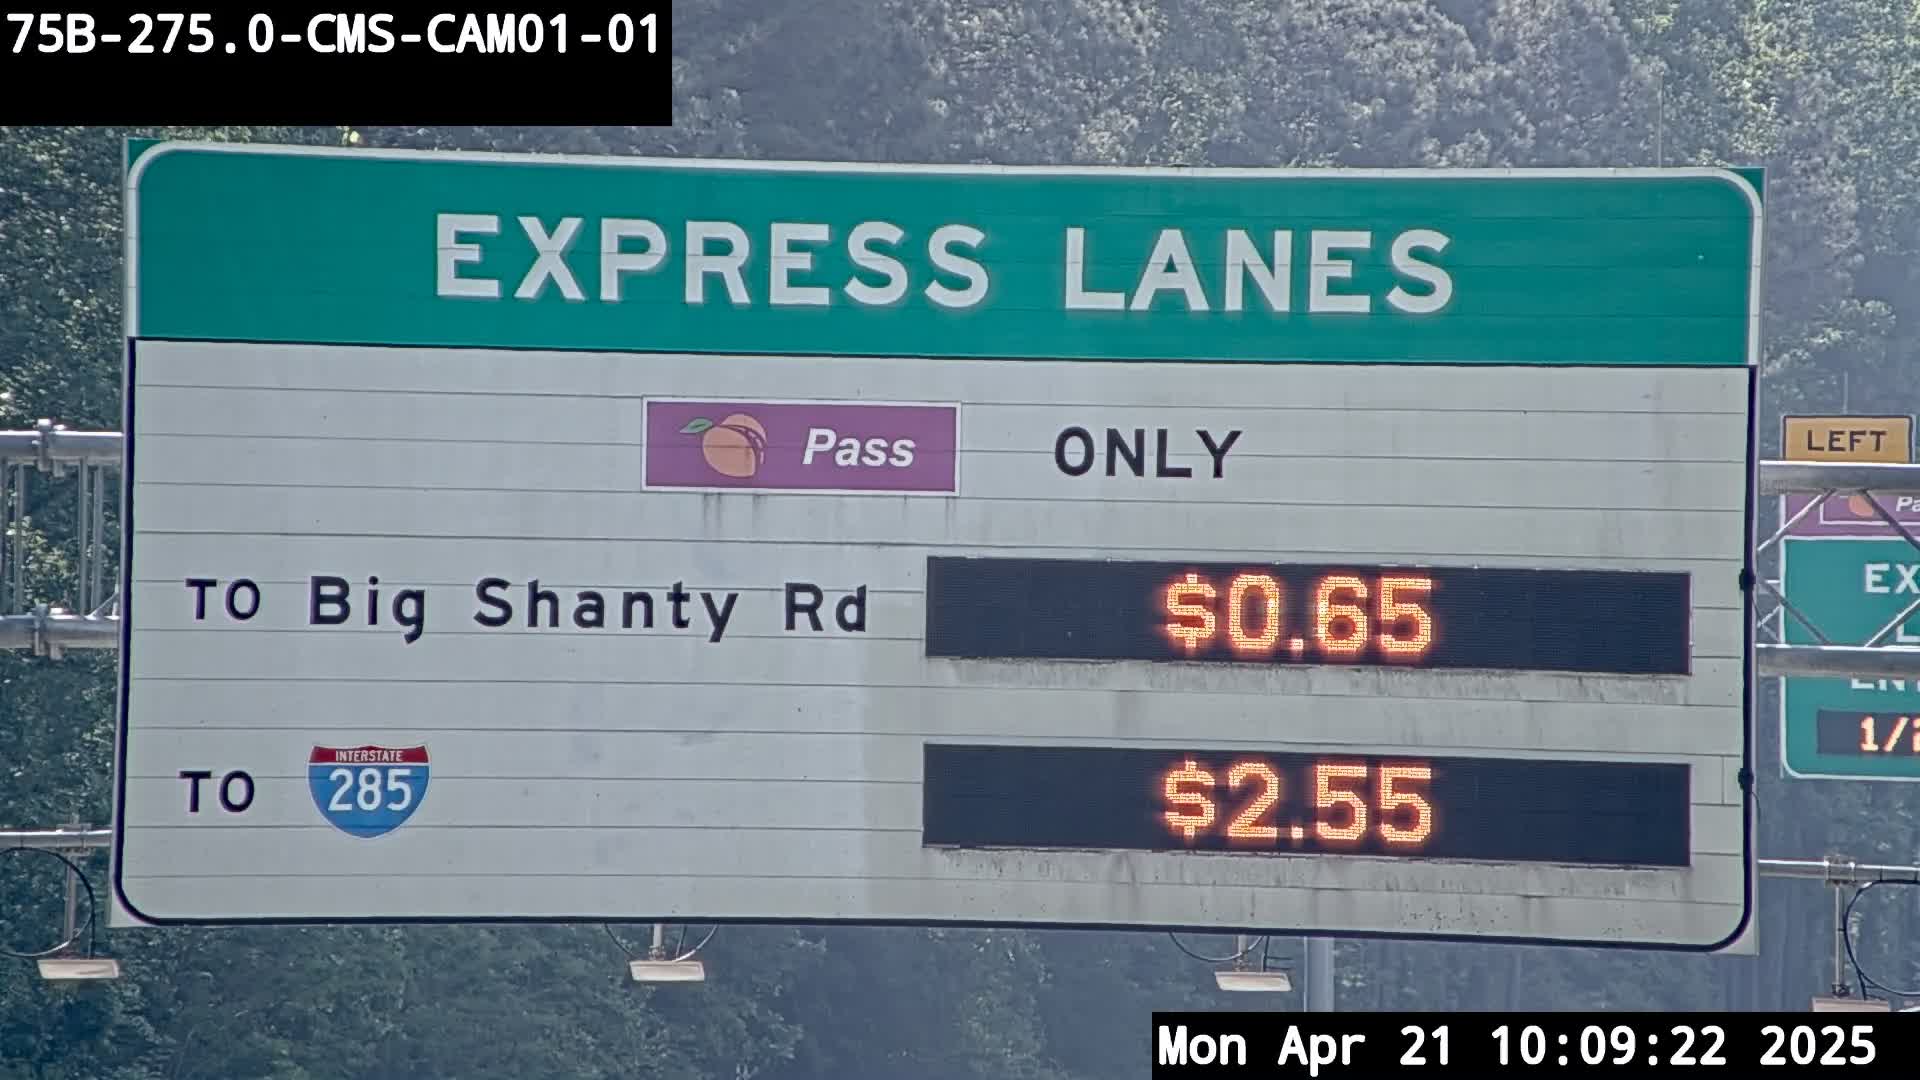 75B-275.0-CMS-CAM01-01
EXPRESS LANES
Pass ONLY
TO Big Shanty Rd $0.65
TO INTERSTATE 285 $2.55
LEFT
Mon Apr 21 10:09:22 2025